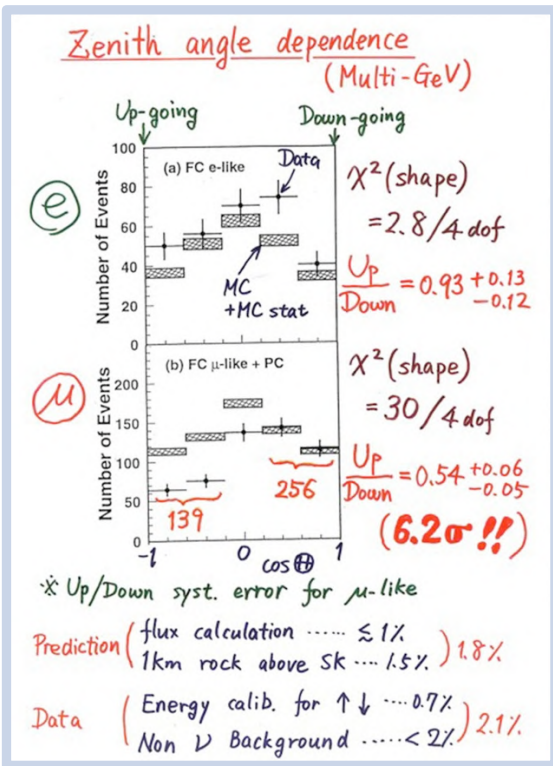 Zenith angle dependence
(Multi-GeV)
Up-going
Down-going
e
Number of Events
100
80
60
40
20
0
(a) FC e-like
Data
MC
+MC stat
χ²(shape)
=2.8/4 dof
Up/Down = 0.93 +0.13 -0.12
μ
Number of Events
200
150
100
50
0
(b) FC μ-like + PC
139
256
-1 0 1
cosΘ
χ²(shape)
= 30/4 dof
Up/Down = 0.54 +0.06 -0.05
(6.2σ!!)
※ Up/Down syst. error for μ-like
Prediction ( flux calculation ...... ≲1%
1km rock above SK .... 1.5% ) 1.8%
Data ( Energy calib. for ↑↓ .... 0.7%
Non ν Background ..... < 2% ) 2.1%